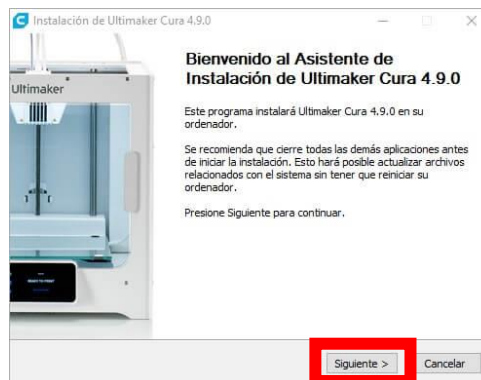 Instalación de Ultimaker Cura 4.9.0
Ultimaker
Bienvenido al Asistente de
Instalación de Ultimaker Cura 4.9.0
Este programa instalará Ultimaker Cura 4.9.0 en su
ordenador.
Se recomienda que cierre todas las demás aplicaciones antes
de iniciar la instalación. Esto hará posible actualizar archivos
relacionados con el sistema sin tener que reiniciar su
ordenador.
Presione Siguiente para continuar.
READY TO PRINT
Siguiente >
Cancelar